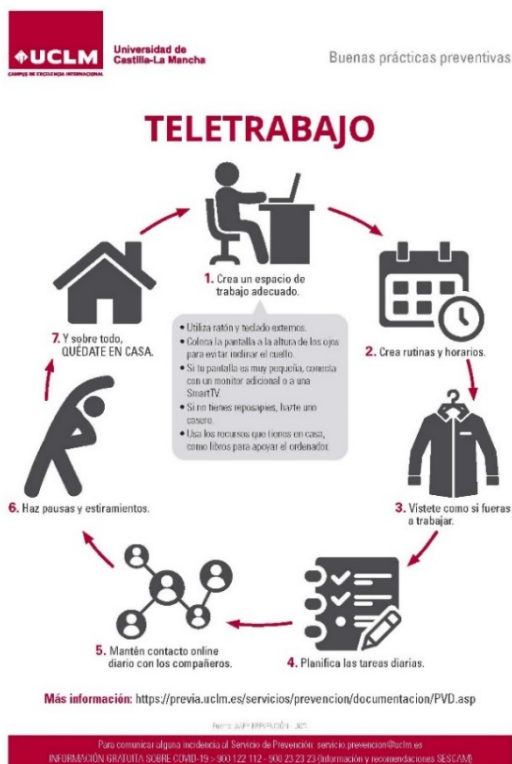 UCLM
CAMPUS DE EXCELENCIA INTERNACIONAL
Universidad de
Castilla-La Mancha
Buenas prácticas preventivas
TELETRABAJO
1. Crea un espacio de
trabajo adecuado.
• Utiliza ratón y teclado externos.
• Coloca la pantalla a la altura de los ojos
para evitar inclinar el cuello.
• Si tu pantalla es muy pequeña, conecta
con un monitor adicional o a una
SmartTV.
• Si no tienes reposapies, hazte uno
casero.
• Usa los recursos que tienes en casa,
como libros para apoyar el ordenador.
2. Crea rutinas y horarios.
3. Vístete como si fueras
a trabajar.
4. Planifica las tareas diarias.
5. Mantén contacto online
diario con los compañeros.
6. Haz pausas y estiramientos.
7. Y sobre todo,
QUÉDATE EN CASA.
Más información: https://previa.uclm.es/servicios/prevencion/documentacion/PVD.asp
Para comunicar alguna incidencia al Servicio de Prevención: servicio.prevencion@uclm.es
INFORMACIÓN GRATUITA SOBRE COVID-19 > 900 122 112 - 900 23 23 23 (Información y recomendaciones SESCAM)